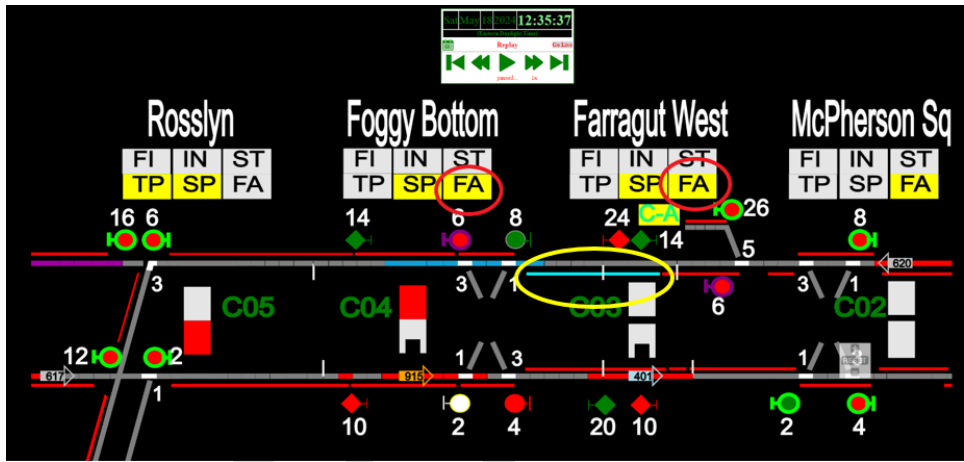 Sat May 18 2024 12:35:37
(Eastern Daylight Time)
Replay Go Live
paused... 1x
Rosslyn Foggy Bottom Farragut West McPherson Sq
FI IN ST FI IN ST FI IN ST FI IN ST
TP SP FA TP SP FA TP SP FA TP SP FA
C-A
16 6 14 6 8 24 14 26 8
5
620
3 3 1 6 3 1
C05 C04 C03 C02
12 2 1 3 1
617 915 401
1
10 2 4 20 10 2 4